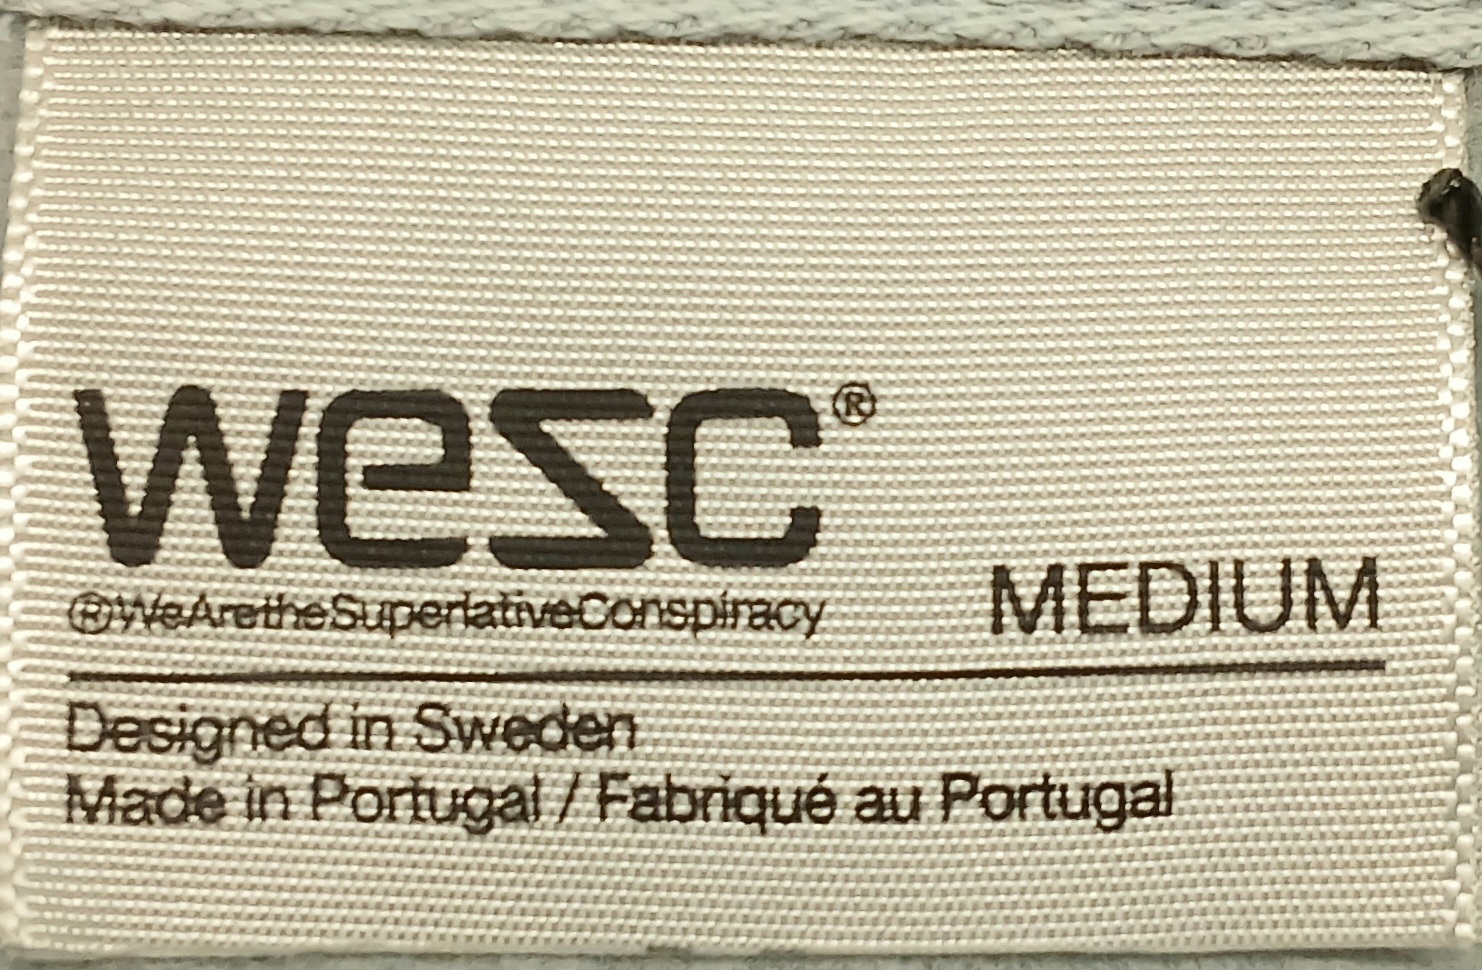 wesc®
®WeAretheSuperlativeConspiracy
MEDIUM
Designed in Sweden
Made in Portugal / Fabriqué au Portugal